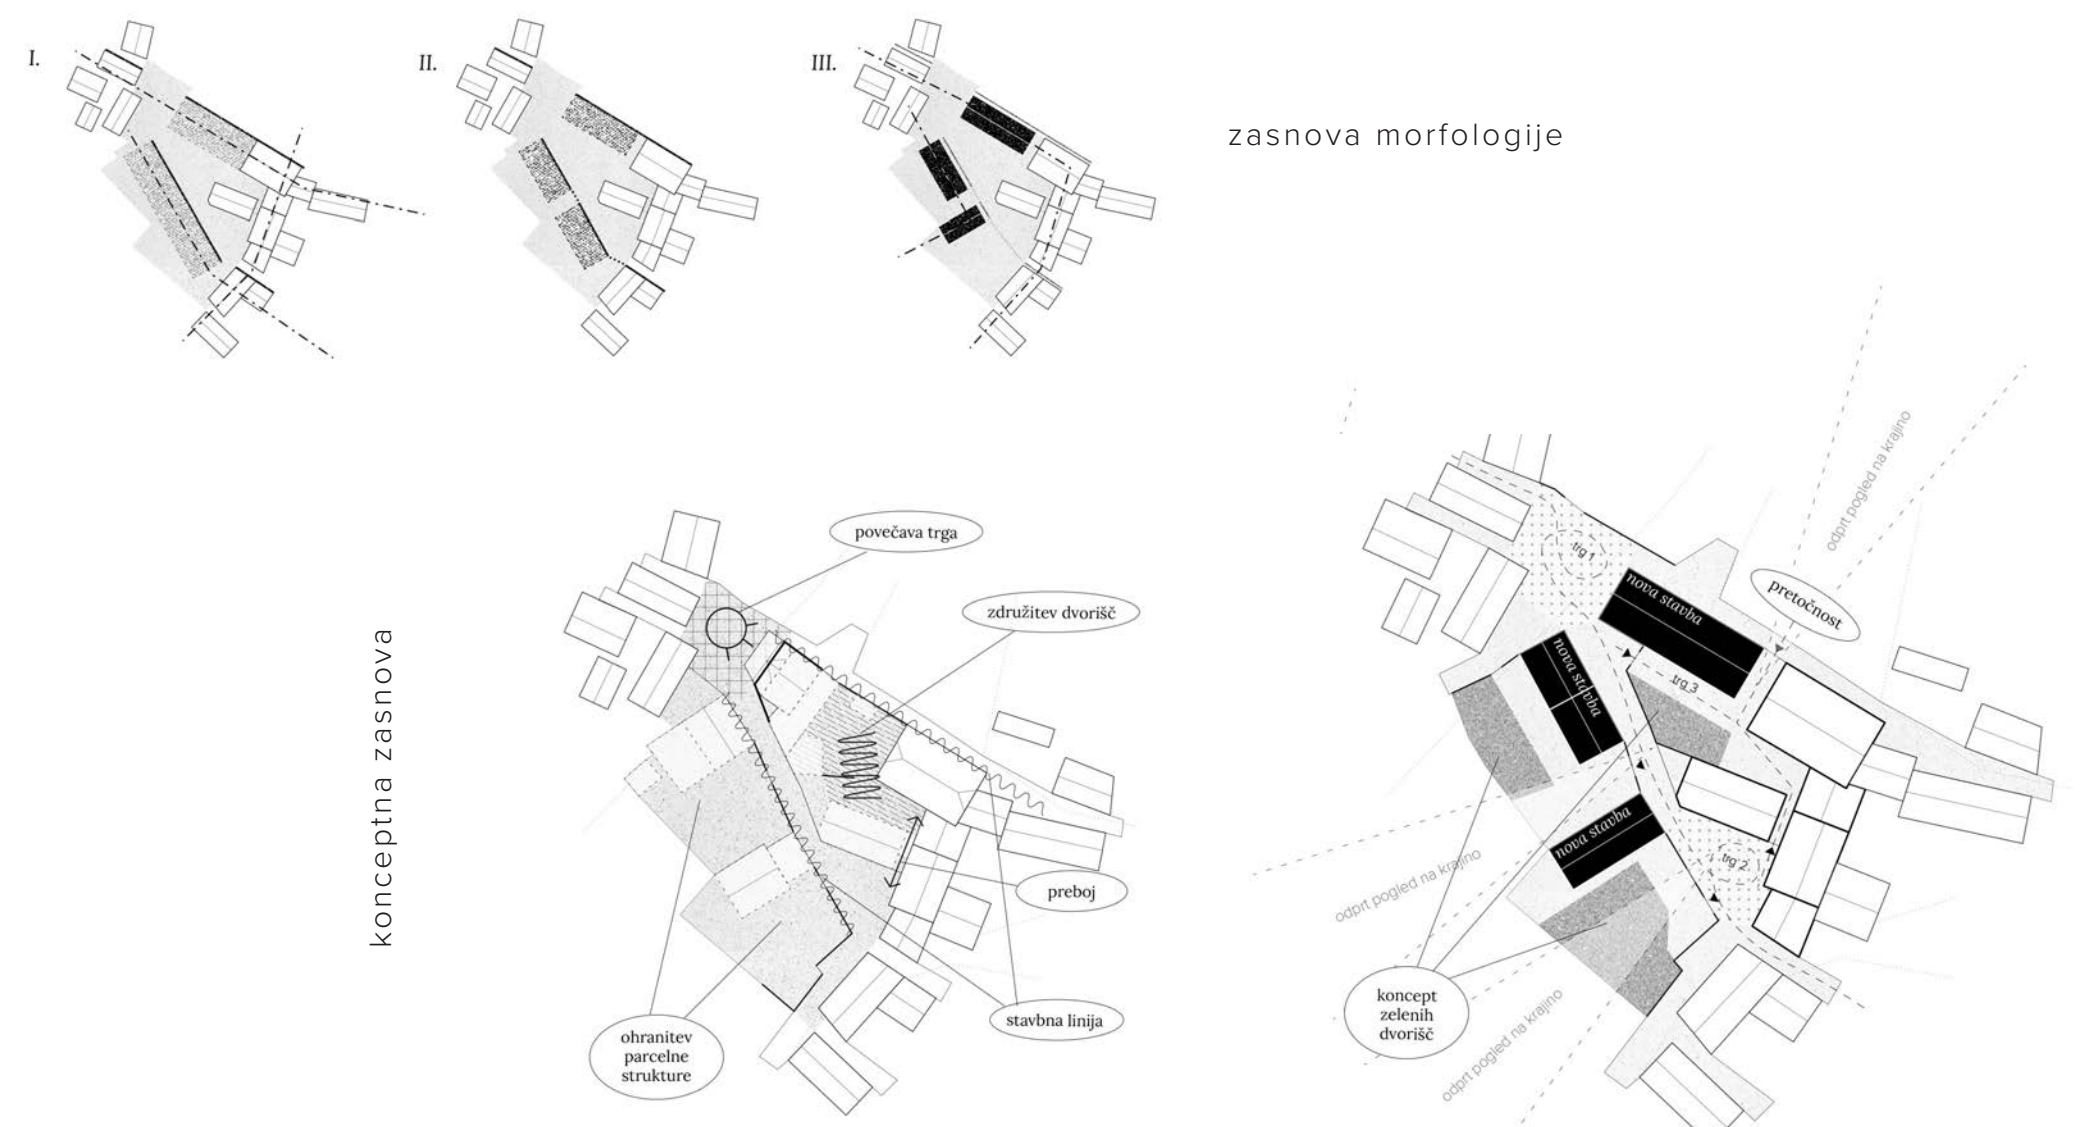 I.
II.
III.
zasnova morfologije
konceptna zasnova
povečava trga
združitev dvorišč
preboj
stavbna linija
ohranitev
parcelne
strukture
odprt pogled na krajino
trg 1
nova stavba
pretočnost
nova stavba
trg 3
nova stavba
trg 2
odprt pogled na krajino
koncept
zelenih
dvorišč
odprt pogled na krajino